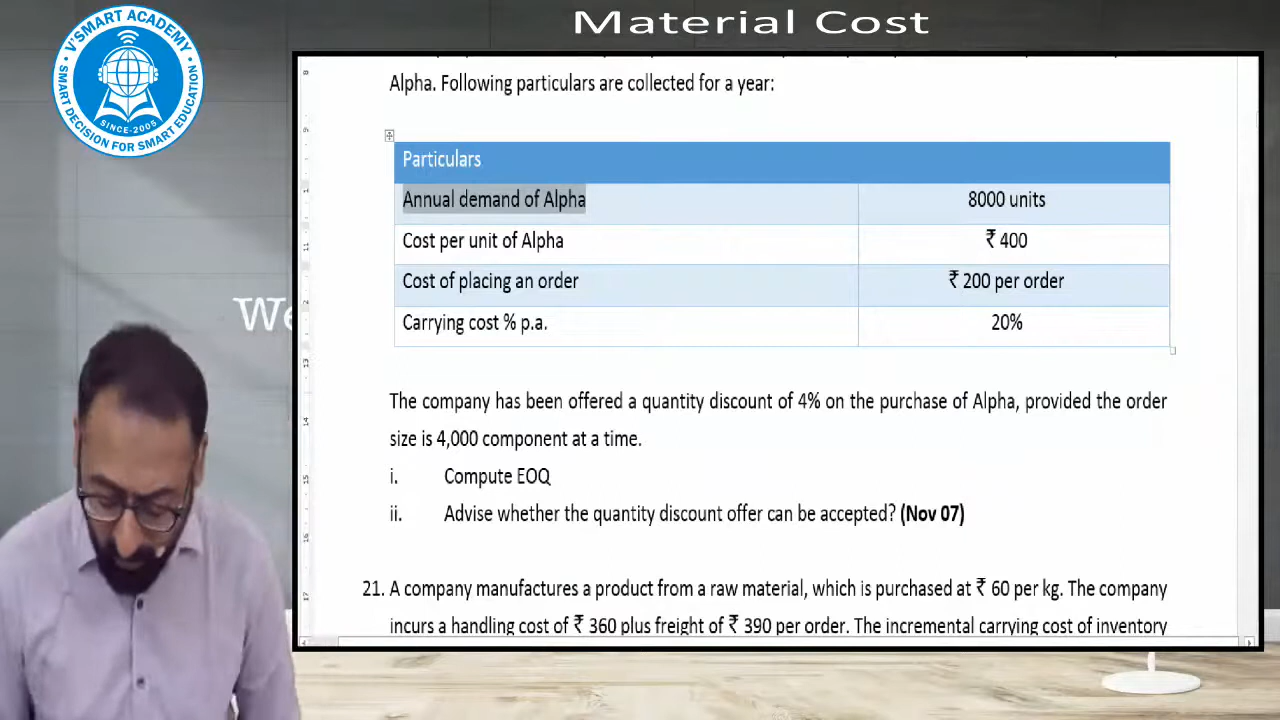 Material Cost
V'SMART ACADEMY
SINCE-2005
SMART DECISION FOR SMART EDUCATION
We
Alpha. Following particulars are collected for a year:
Particulars
Annual demand of Alpha 8000 units
Cost per unit of Alpha ₹ 400
Cost of placing an order ₹ 200 per order
Carrying cost % p.a. 20%
The company has been offered a quantity discount of 4% on the purchase of Alpha, provided the order
size is 4,000 component at a time.
i. Compute EOQ
ii. Advise whether the quantity discount offer can be accepted? (Nov 07)
21. A company manufactures a product from a raw material, which is purchased at ₹ 60 per kg. The company
incurs a handling cost of ₹ 360 plus freight of ₹ 390 per order. The incremental carrying cost of inventory